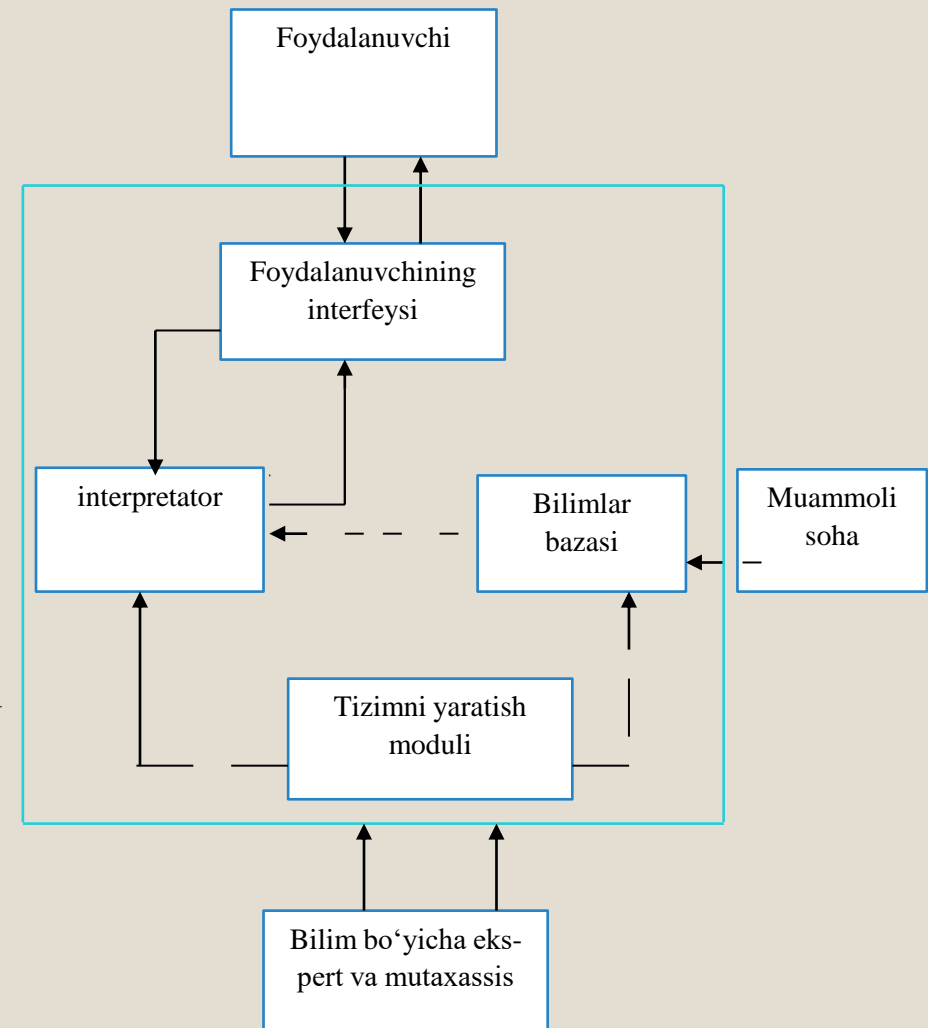 Foydalanuvchi
Foydalanuvchining
interfeysi
interpretator
Bilimlar
bazasi
Muammoli
soha
Tizimni yaratish
moduli
Bilim bo‘yicha eks-
pert va mutaxassis